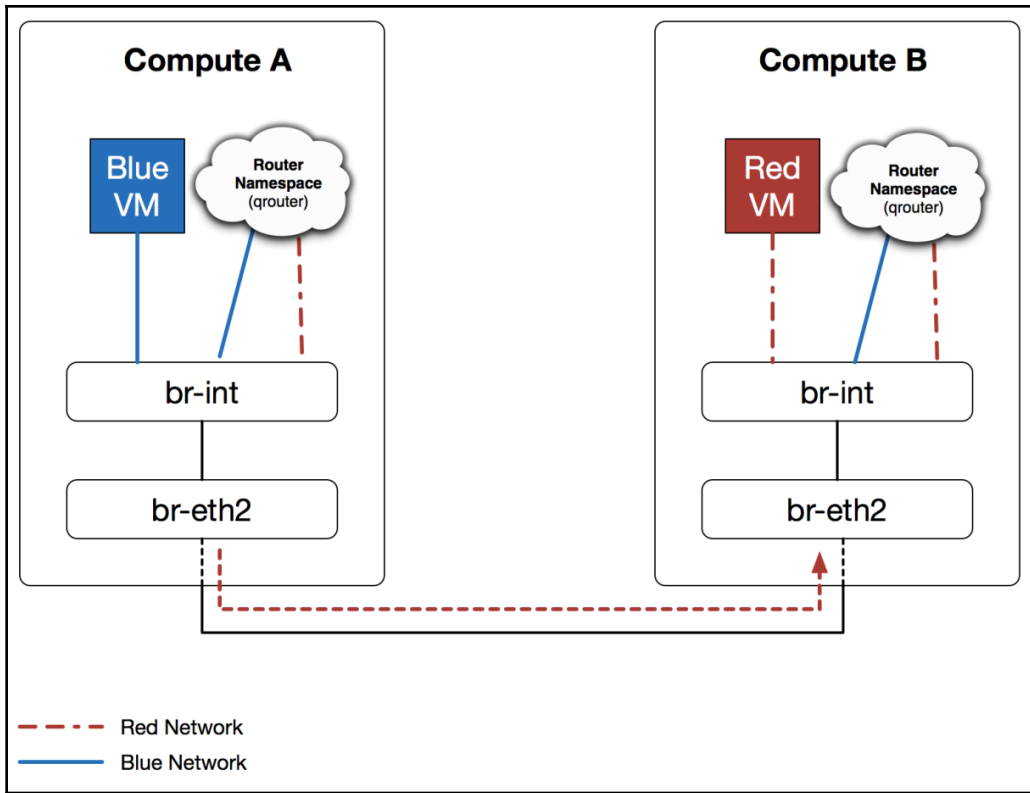 Compute A
Compute B
Blue
VM
Router
Namespace
(qrouter)
Red
VM
Router
Namespace
(qrouter)
br-int
br-int
br-eth2
br-eth2
Red Network
Blue Network